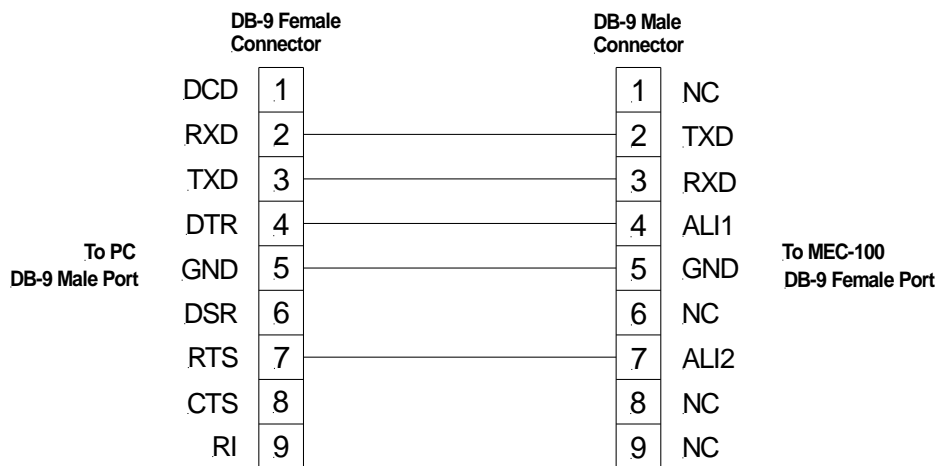 DB-9 Female
Connector
DB-9 Male
Connector
DCD 1 1 NC
RXD 2 2 TXD
TXD 3 3 RXD
DTR 4 4 ALI1
To PC
DB-9 Male Port
GND 5 5 GND
To MEC-100
DB-9 Female Port
DSR 6 6 NC
RTS 7 7 ALI2
CTS 8 8 NC
RI 9 9 NC